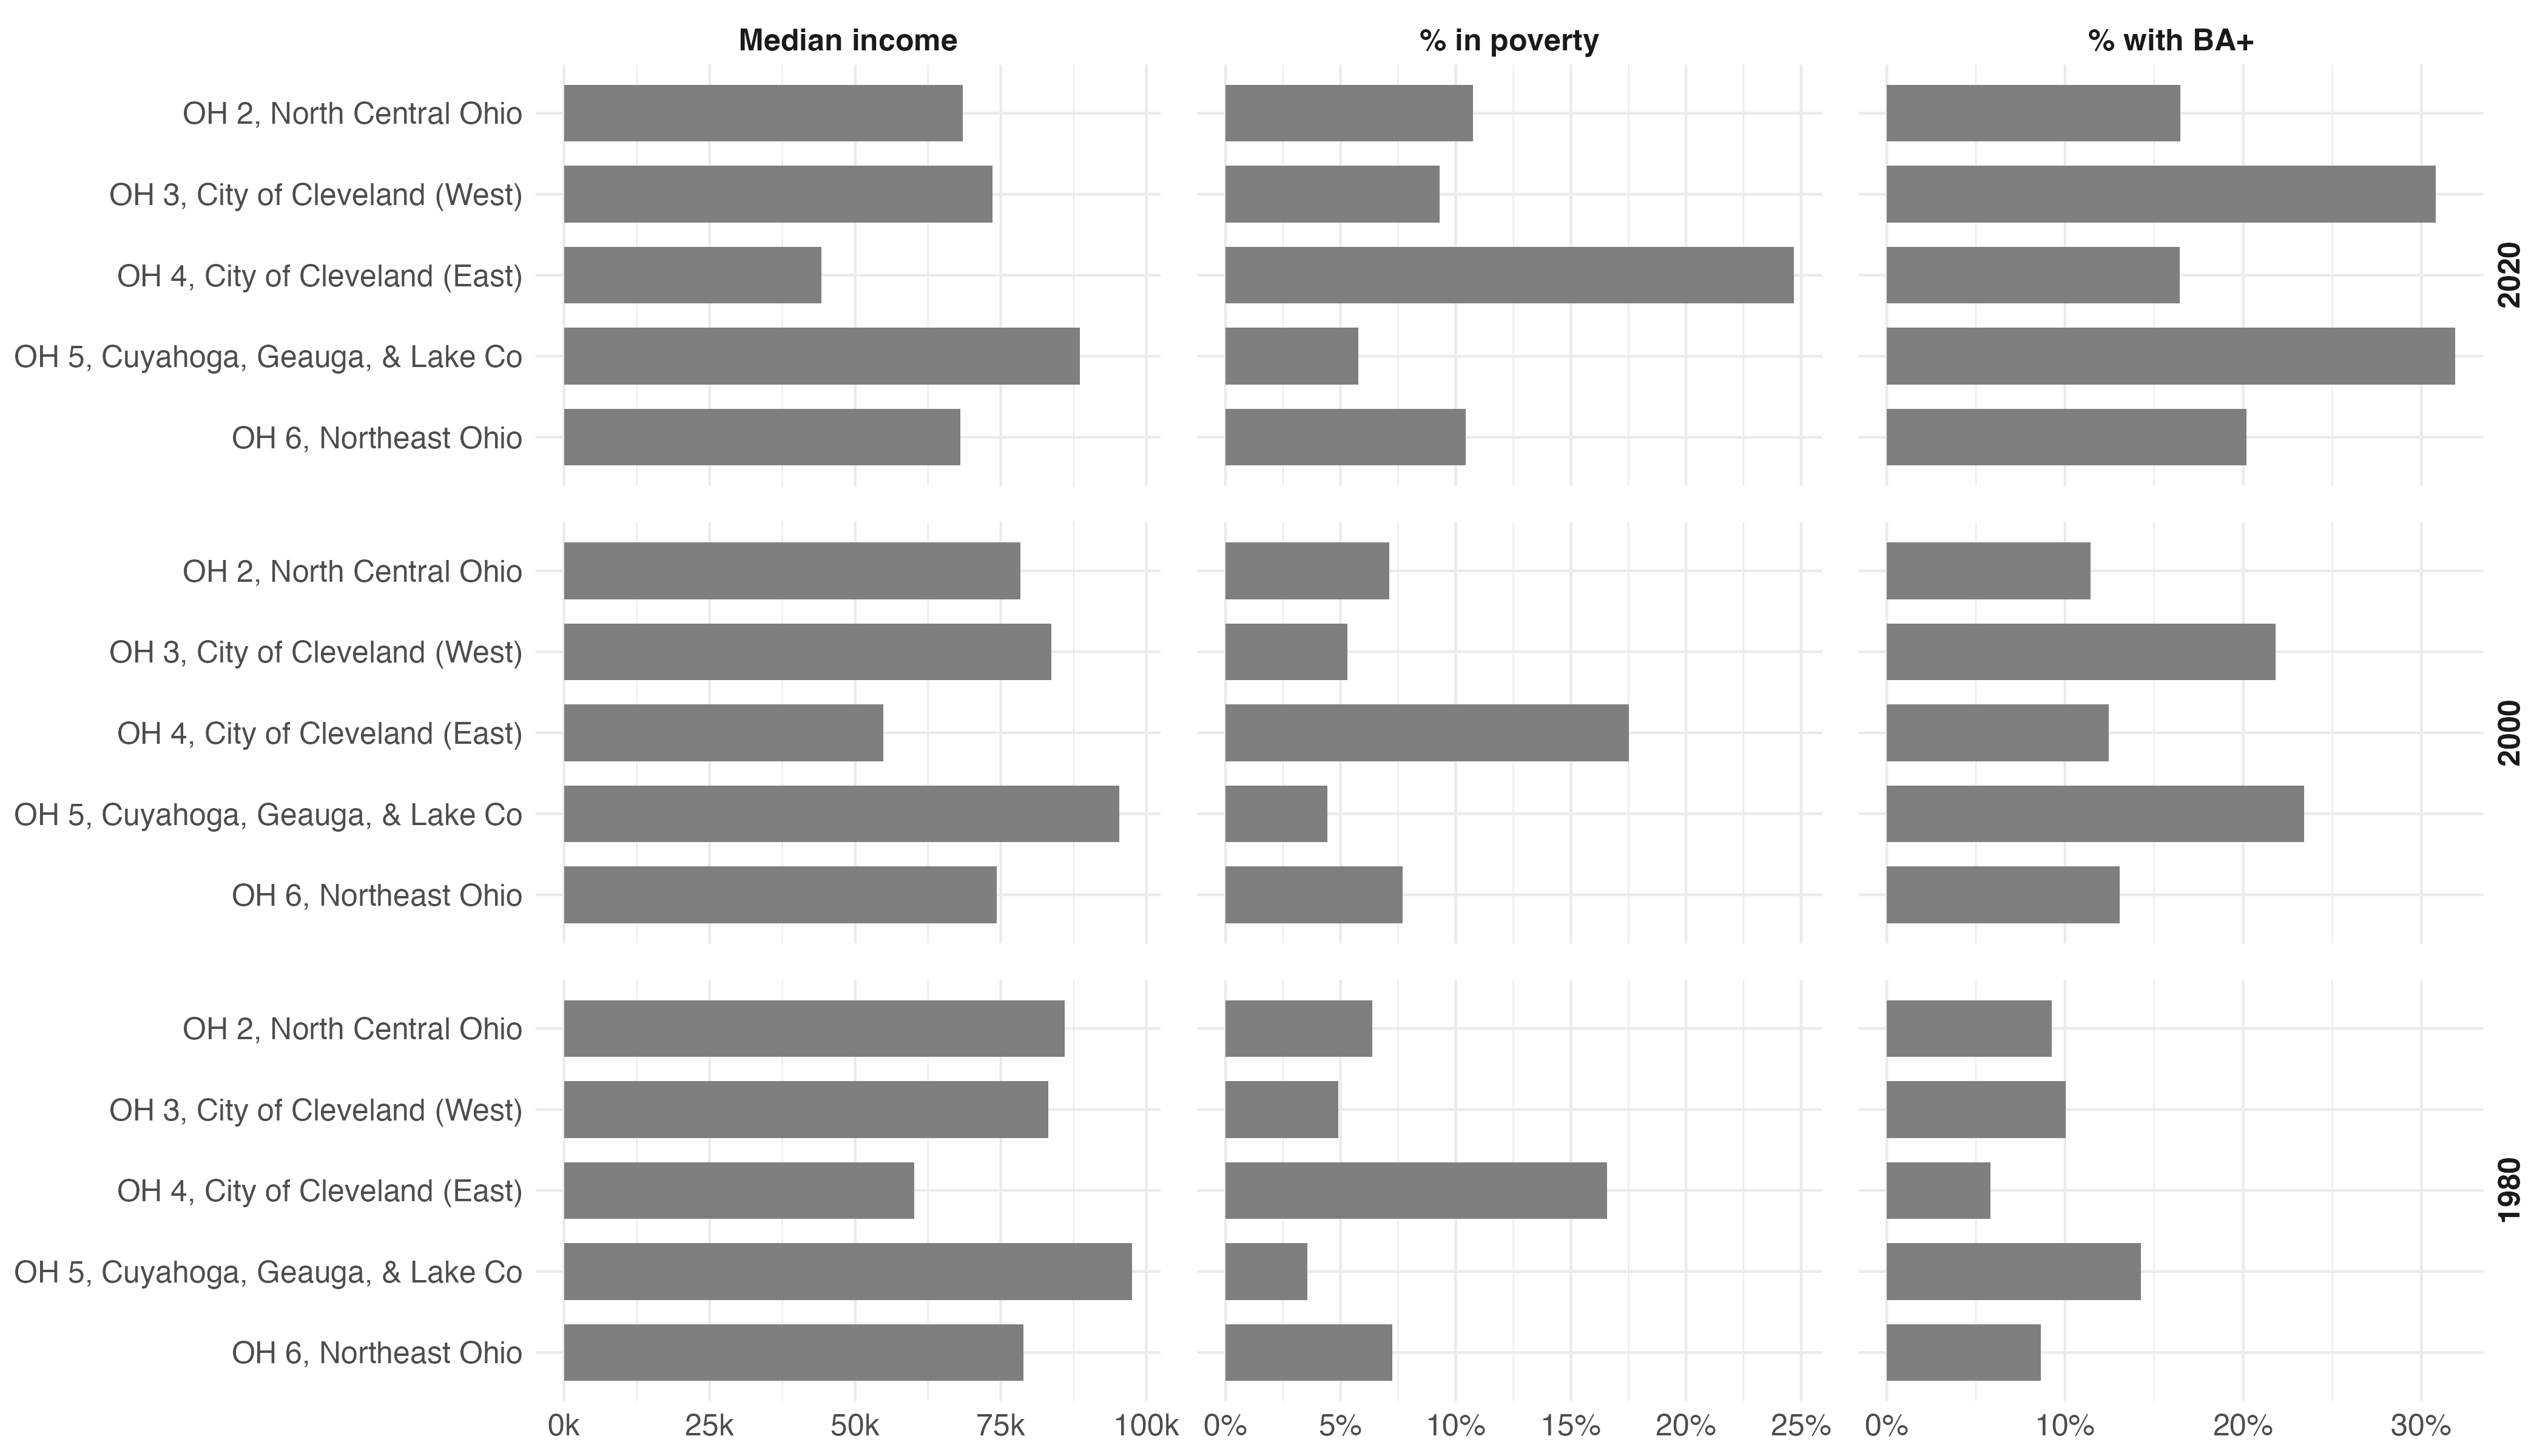 Median income
% in poverty
% with BA+
OH 2, North Central Ohio
OH 3, City of Cleveland (West)
OH 4, City of Cleveland (East)
OH 5, Cuyahoga, Geauga, & Lake Co
OH 6, Northeast Ohio
2020
OH 2, North Central Ohio
OH 3, City of Cleveland (West)
OH 4, City of Cleveland (East)
OH 5, Cuyahoga, Geauga, & Lake Co
OH 6, Northeast Ohio
2000
OH 2, North Central Ohio
OH 3, City of Cleveland (West)
OH 4, City of Cleveland (East)
OH 5, Cuyahoga, Geauga, & Lake Co
OH 6, Northeast Ohio
1980
0k 25k 50k 75k 100k
0% 5% 10% 15% 20% 25%
0% 10% 20% 30%